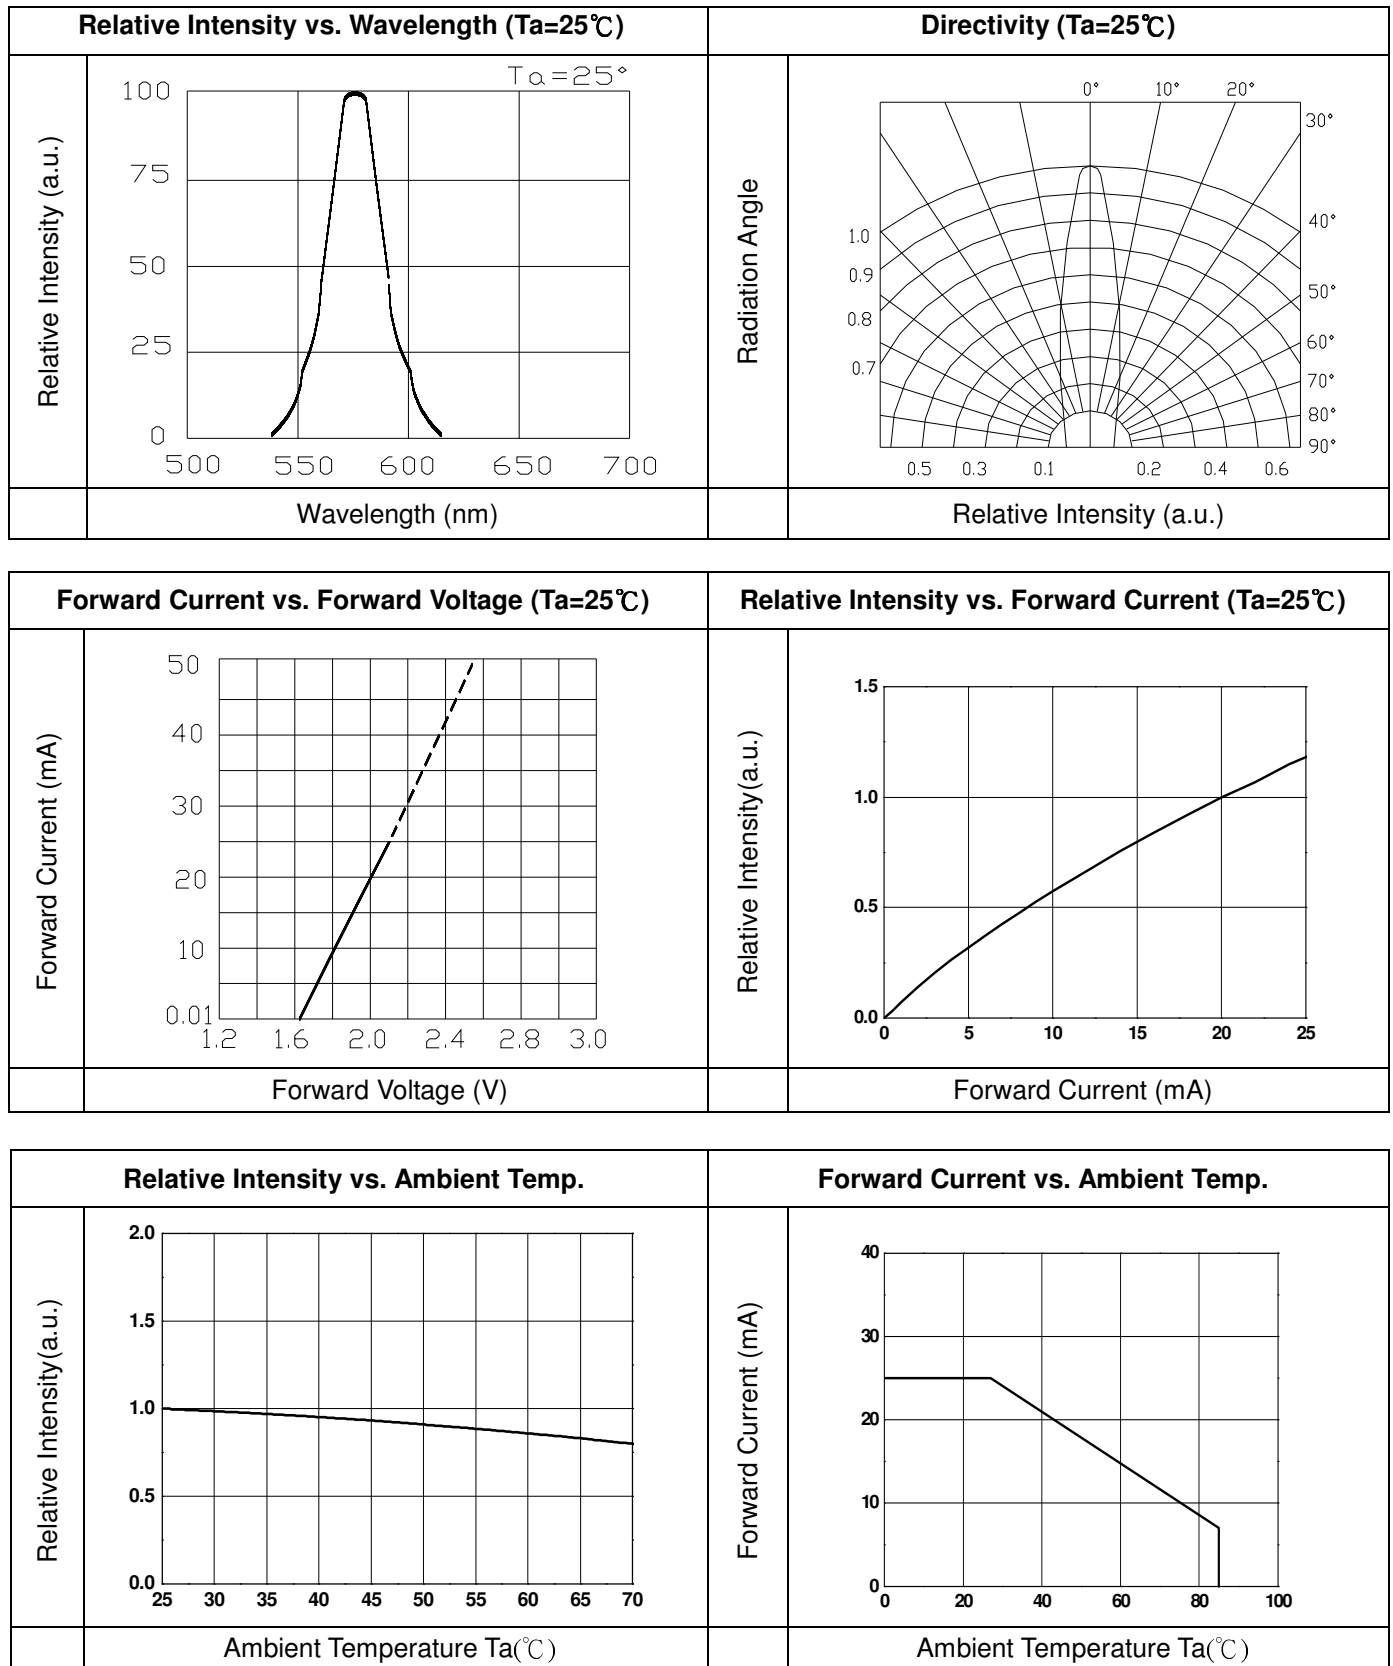 Relative Intensity vs. Wavelength (Ta=25℃)
Directivity (Ta=25℃)
Relative Intensity (a.u.)
Ta=25°
100
75
50
25
0
500 550 600 650 700
Wavelength (nm)
Radiation Angle
0° 10° 20°
30°
40°
50°
60°
70°
80°
90°
1.0
0.9
0.8
0.7
0.5 0.3 0.1 0.2 0.4 0.6
Relative Intensity (a.u.)
Forward Current vs. Forward Voltage (Ta=25℃)
Relative Intensity vs. Forward Current (Ta=25℃)
Forward Current (mA)
50
40
30
20
10
0.01
1.2 1.6 2.0 2.4 2.8 3.0
Forward Voltage (V)
Relative Intensity(a.u.)
1.5
1.0
0.5
0.0
0 5 10 15 20 25
Forward Current (mA)
Relative Intensity vs. Ambient Temp.
Forward Current vs. Ambient Temp.
Relative Intensity(a.u.)
2.0
1.5
1.0
0.5
0.0
25 30 35 40 45 50 55 60 65 70
Ambient Temperature Ta(℃)
Forward Current (mA)
40
30
20
10
0
0 20 40 60 80 100
Ambient Temperature Ta(℃)